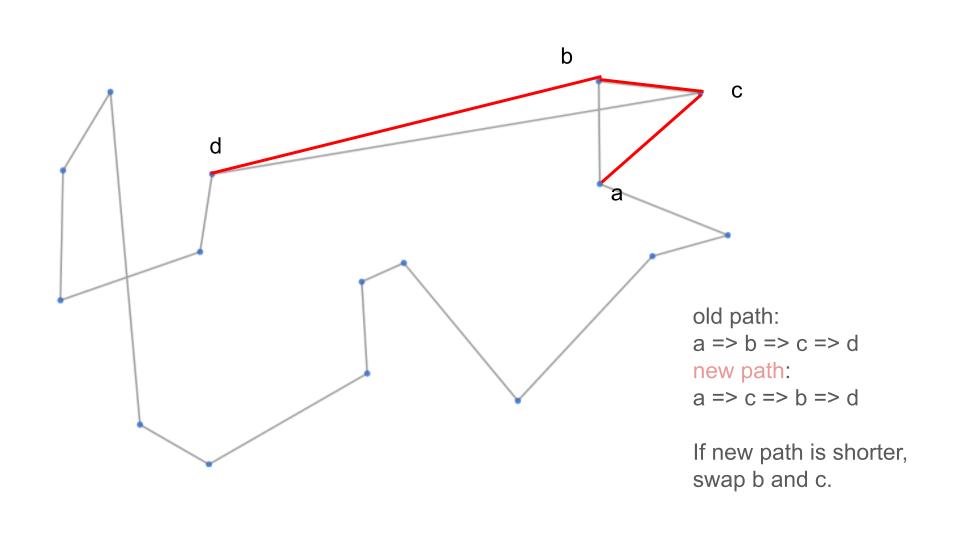 b
c
d
a
old path:
a => b => c => d
new path:
a => c => b => d
If new path is shorter,
swap b and c.